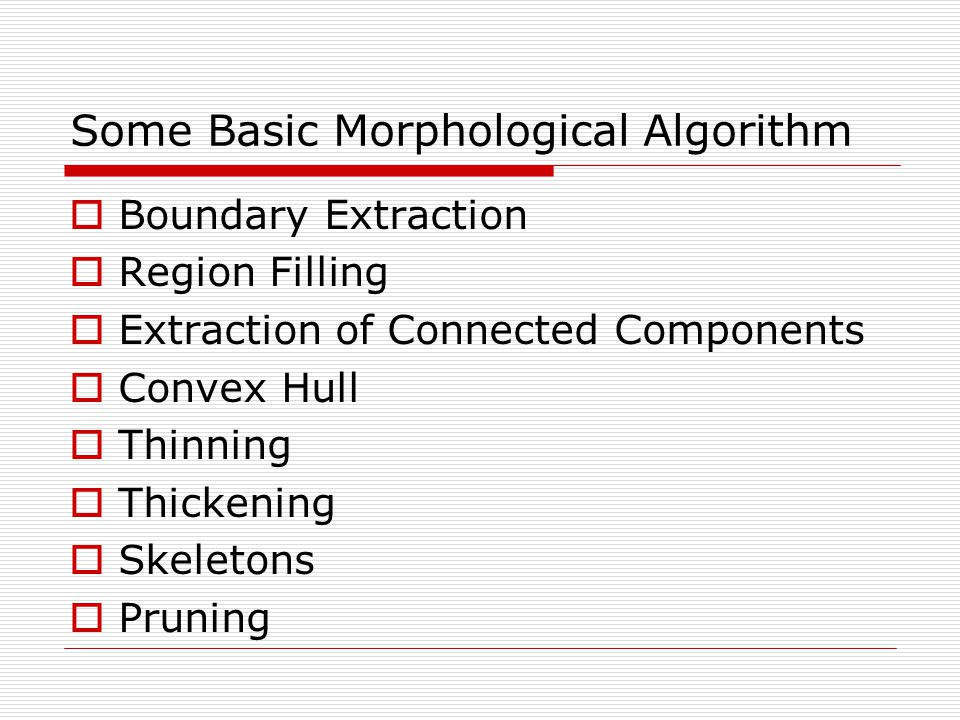 Some Basic Morphological Algorithm
Boundary Extraction
Region Filling
Extraction of Connected Components
Convex Hull
Thinning
Thickening
Skeletons
Pruning